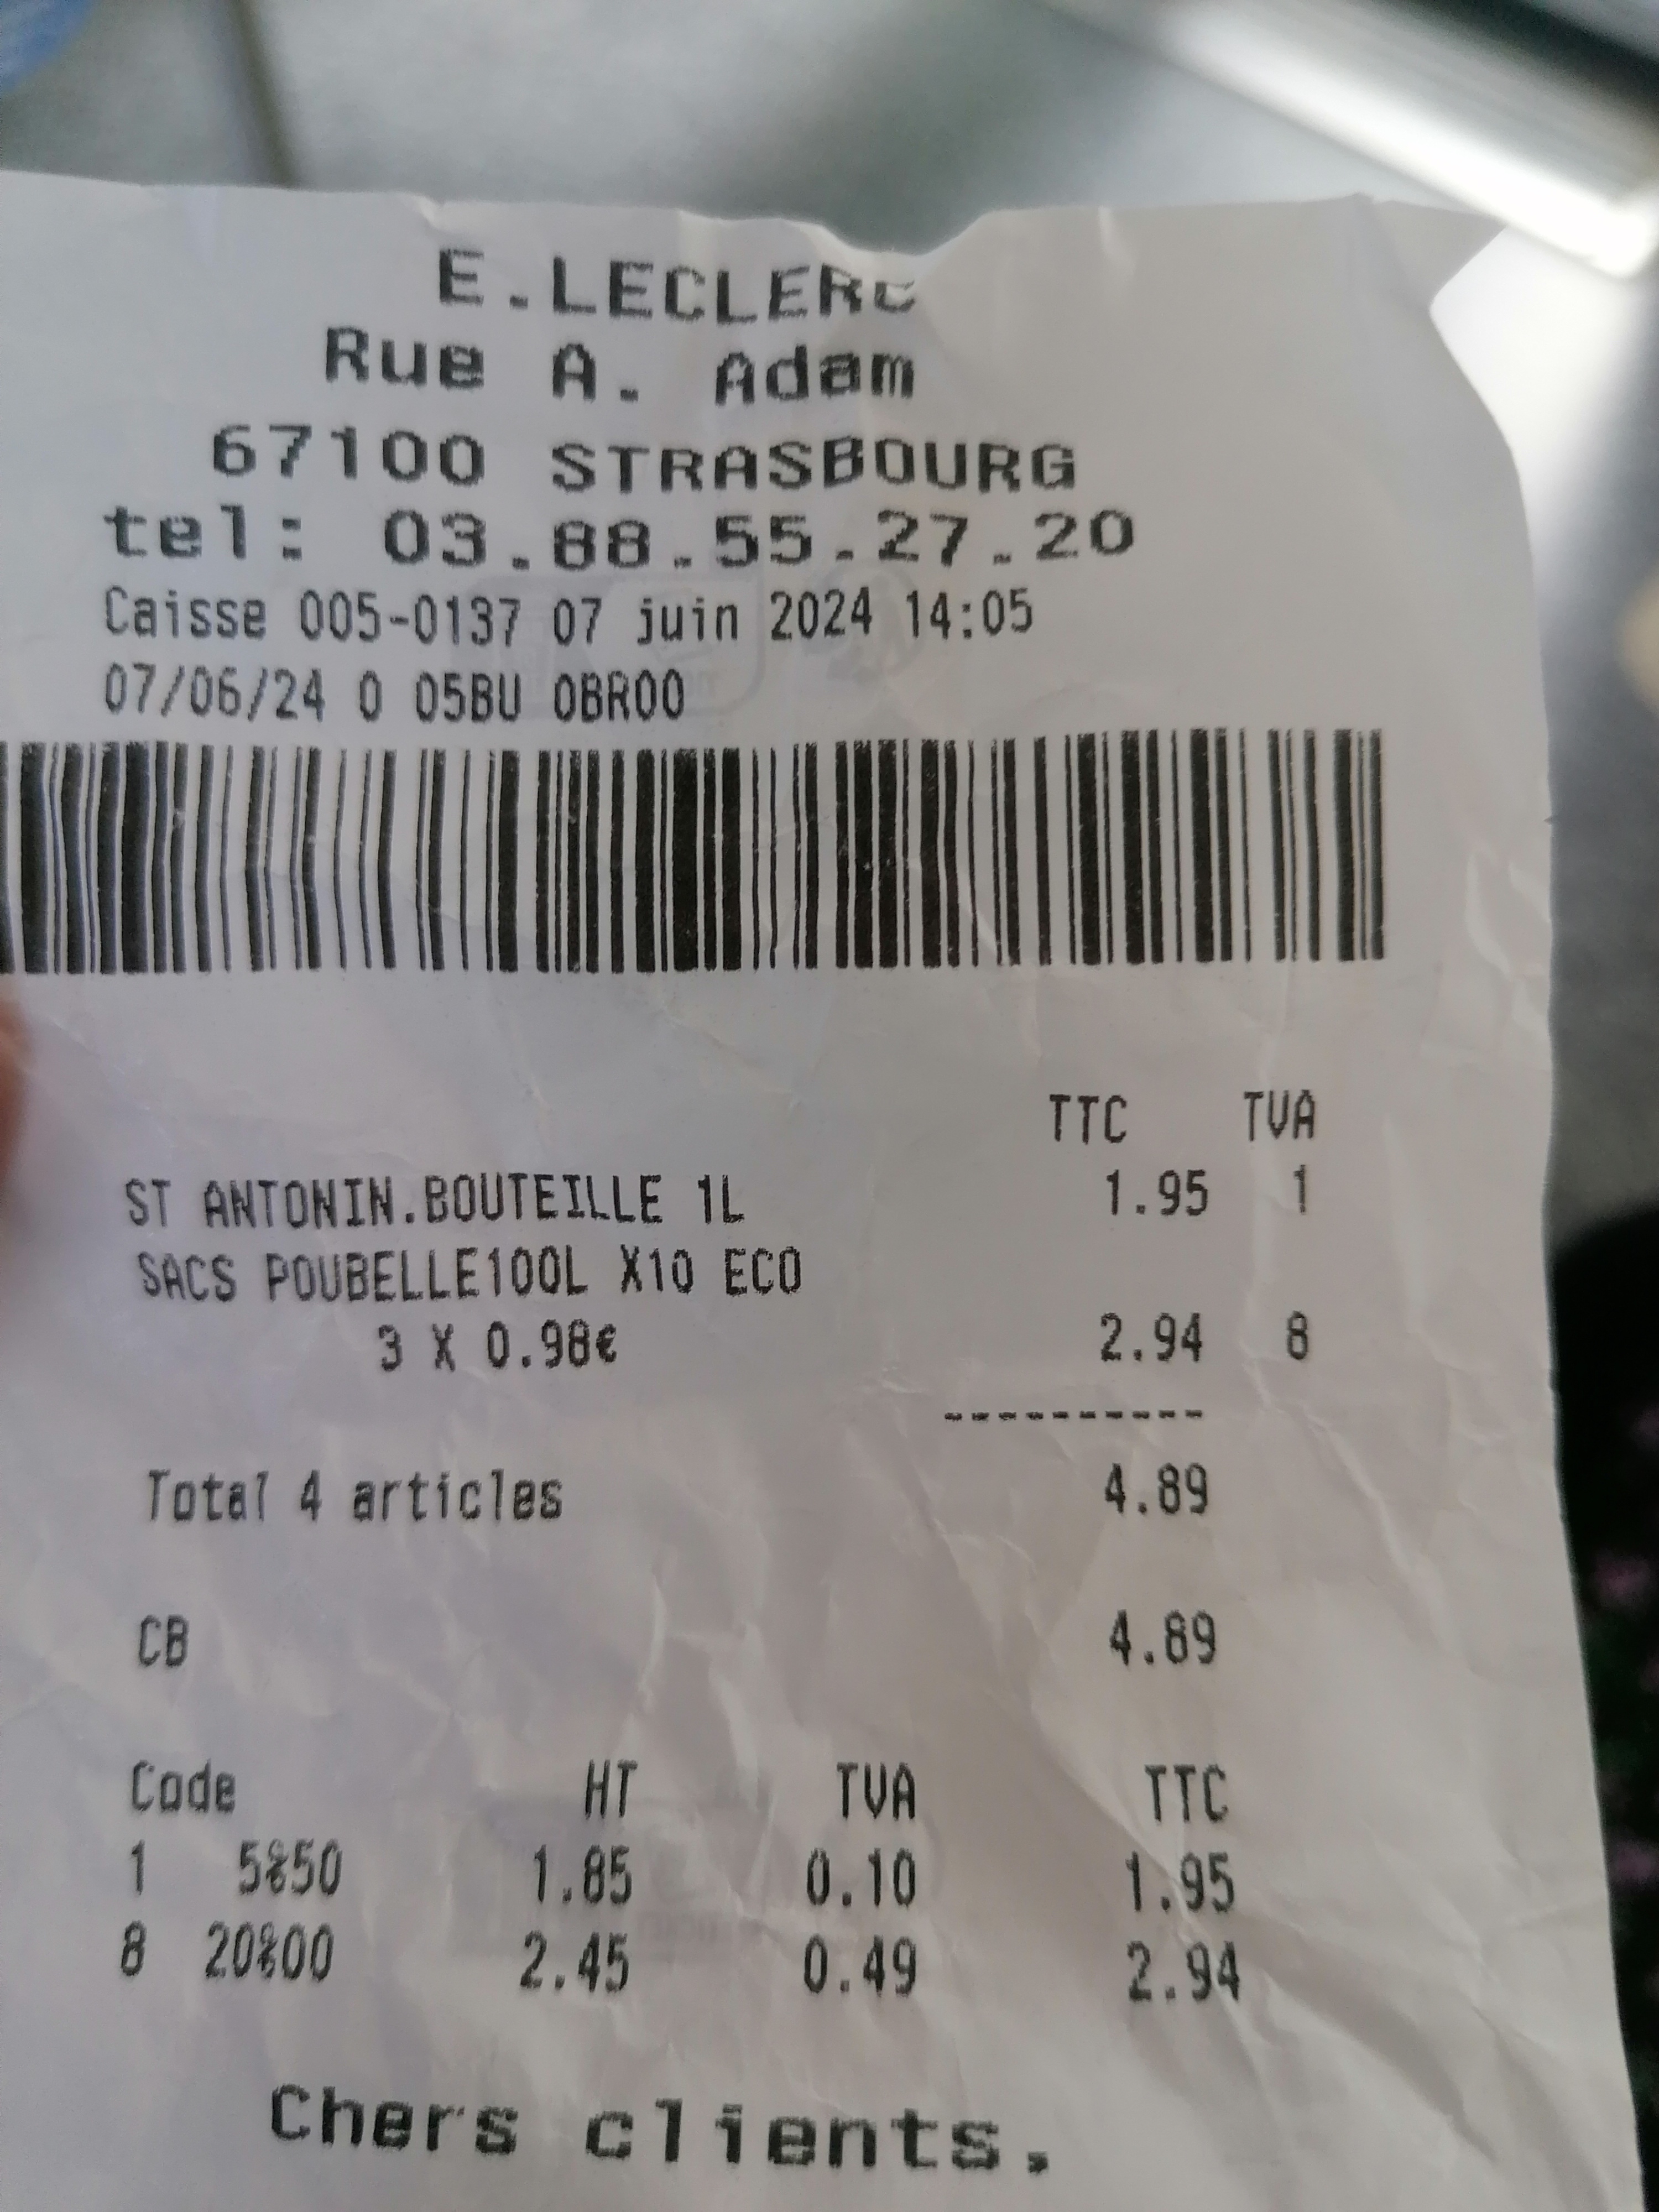 E.LECLERC
Rue A. Adam
67100 STRASBOURG
tel: 03.88.55.27.20
Caisse 005-0137 07 juin 2024 14:05
07/06/24 0 05BU 0BR00
TTC TVA
ST ANTONIN.BOUTEILLE 1L 1.95 1
SACS POUBELLE100L X10 ECO
3 X 0.98€ 2.94 8
----------
Total 4 articles 4.89
CB 4.89
Code HT TVA TTC
1 5%50 1.85 0.10 1.95
8 20%00 2.45 0.49 2.94
Chers clients.